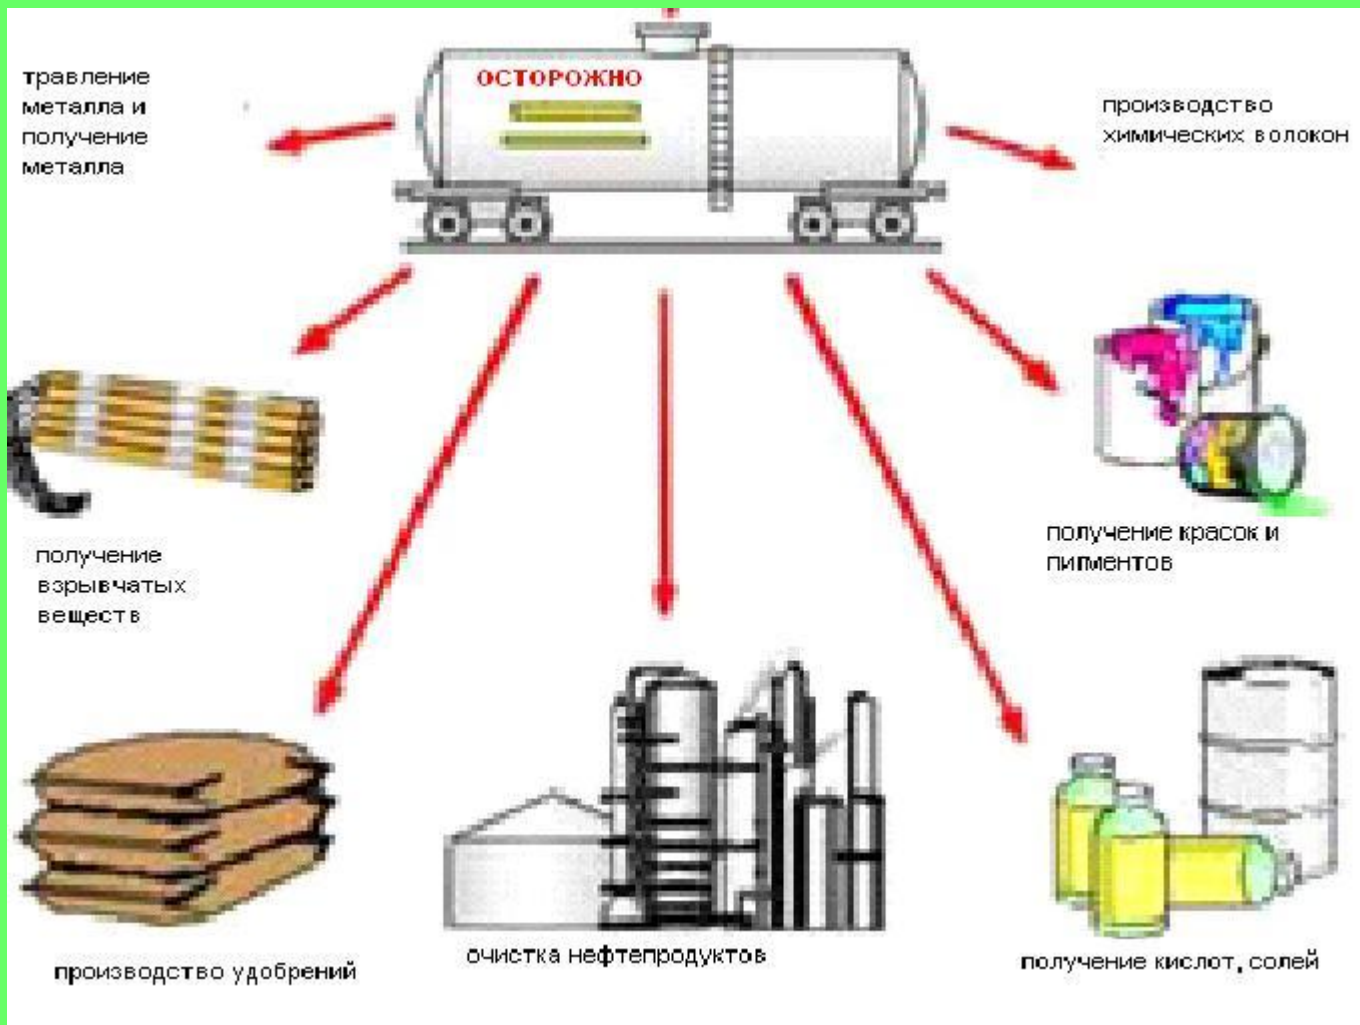 травление
металла и
получение
металла
ОСТОРОЖНО
производство
химических волокон
получение
взрывчатых
веществ
получение красок и
пигментов
производство удобрений
очистка нефтепродуктов
получение кислот, солей